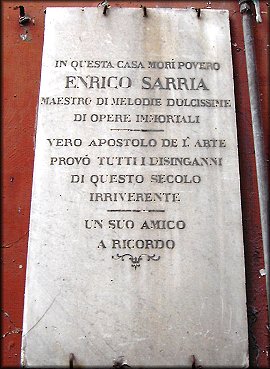 IN QUESTA CASA MORÌ POVERO
ENRICO SARRIA
MAESTRO DI MELODIE DULCISSIME
DI OPERE IMMORTALI
VERO APOSTOLO DE L' ARTE
PROVÒ TUTTI I DISINGANNI
DI QUESTO SECOLO
IRRIVERENTE
UN SUO AMICO
A RICORDO